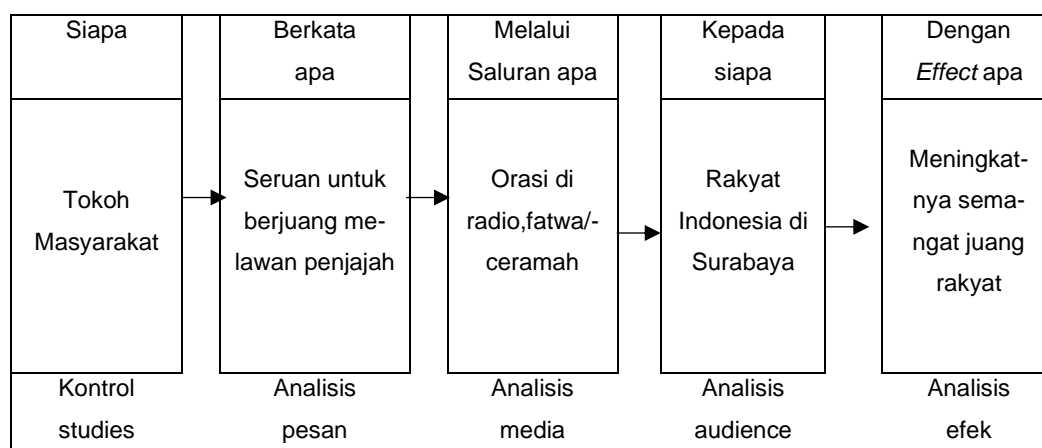 Siapa
Berkata
apa
Melalui
Saluran apa
Kepada
siapa
Dengan
Effect apa
Tokoh
Masyarakat
Seruan untuk
berjuang me-
lawan penjajah
Orasi di
radio,fatwa/-
ceramah
Rakyat
Indonesia di
Surabaya
Meningkat-
nya sema-
ngat juang
rakyat
Kontrol
studies
Analisis
pesan
Analisis
media
Analisis
audience
Analisis
efek